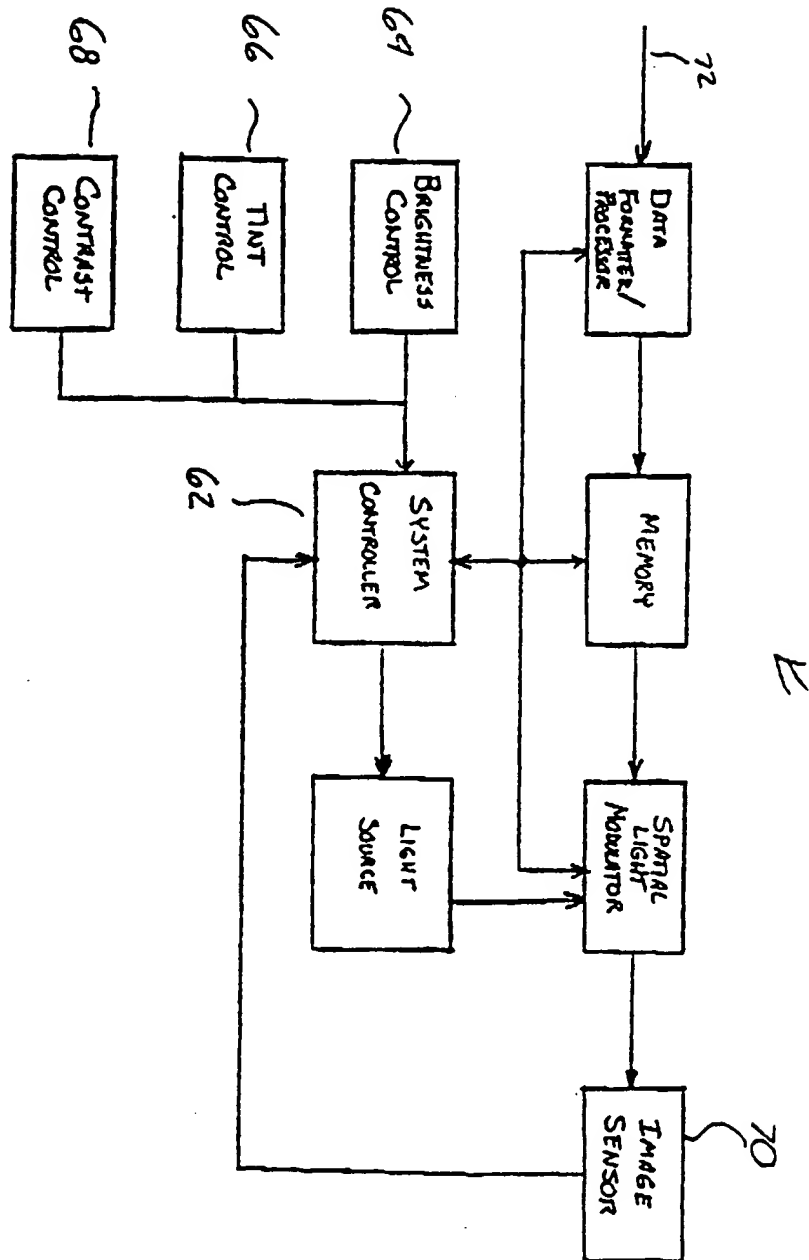 72
DATA
FORMATER/
PROCESSOR
MEMORY
SPATIAL
LIGHT
MODULATOR
70
IMAGE
SENSOR
64
BRIGHTNESS
CONTROL
66
TINT
CONTROL
68
CONTRAST
CONTROL
62
SYSTEM
CONTROLLER
LIGHT
SOURCE